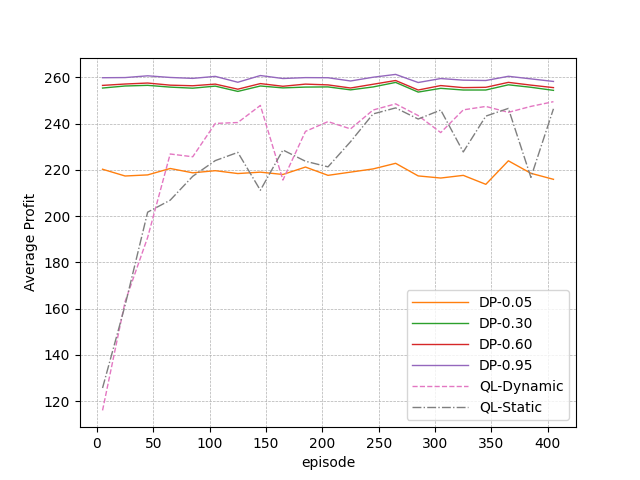 260
240
220
200
180
160
140
120
Average Profit
DP-0.05
DP-0.30
DP-0.60
DP-0.95
QL-Dynamic
QL-Static
0 50 100 150 200 250 300 350 400
episode